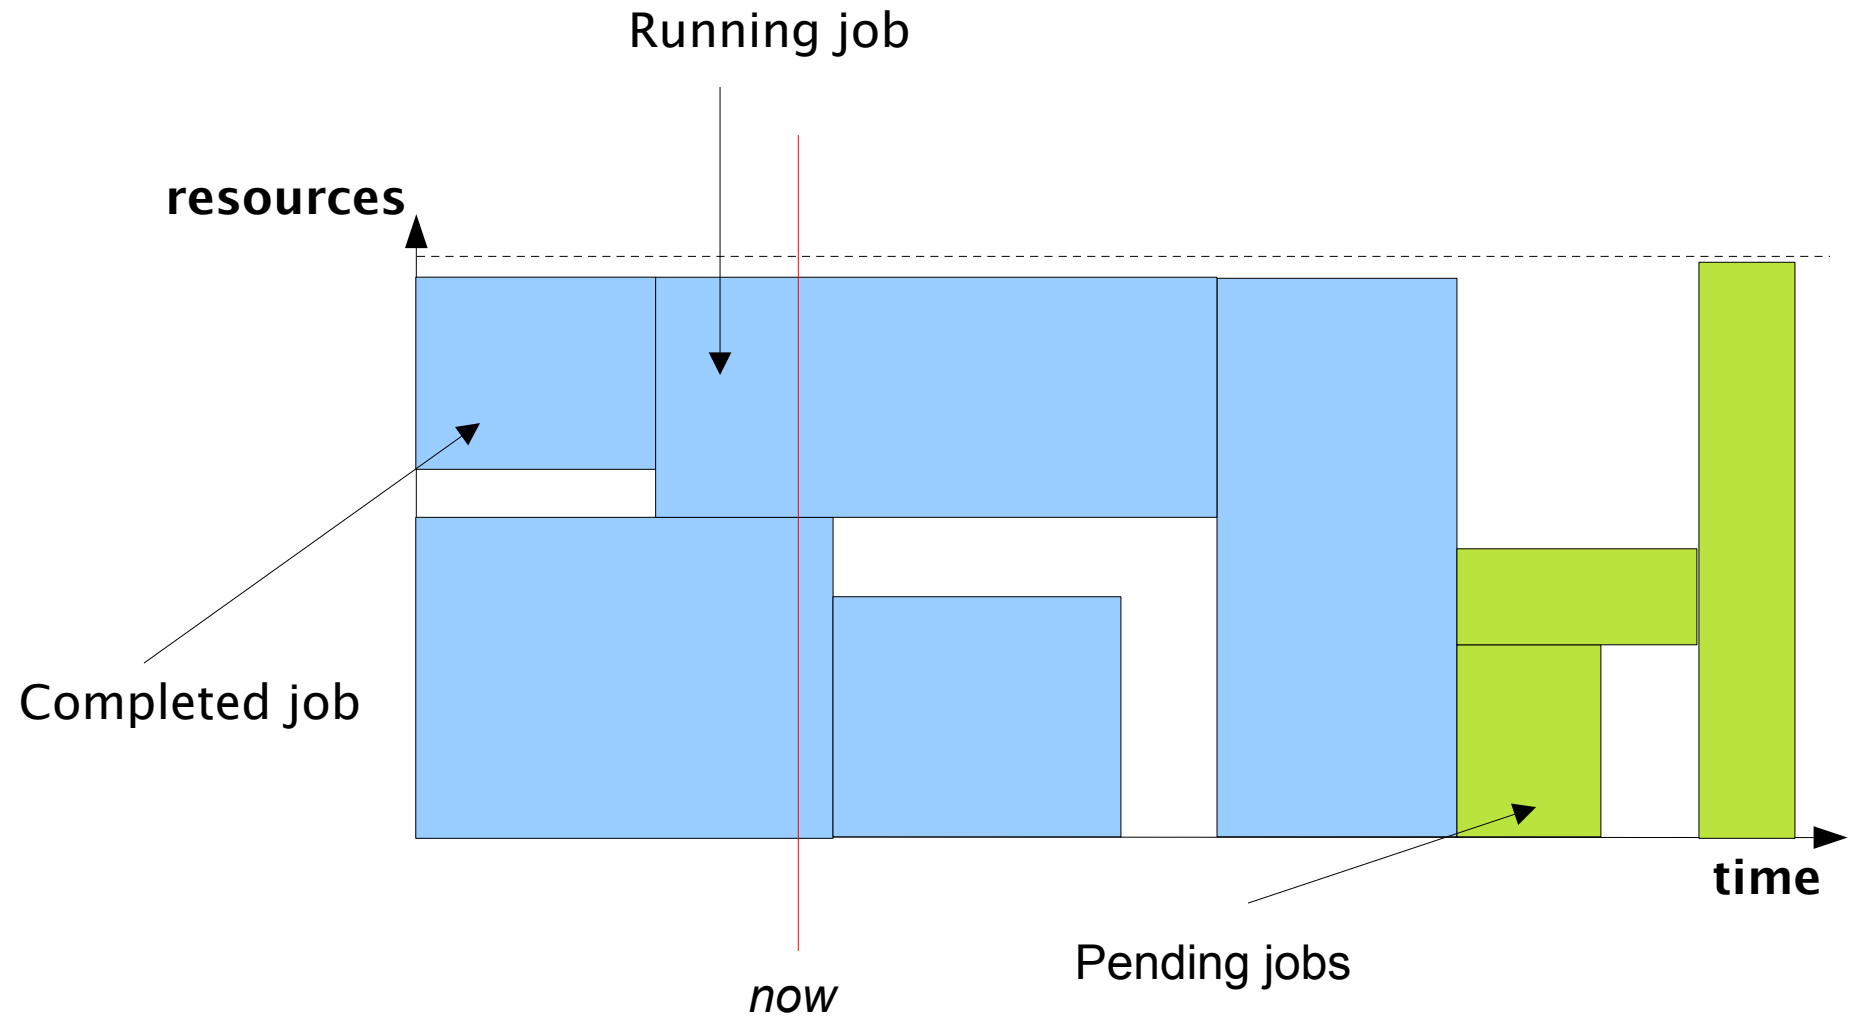 Running job
resources
Completed job
time
Pending jobs
now